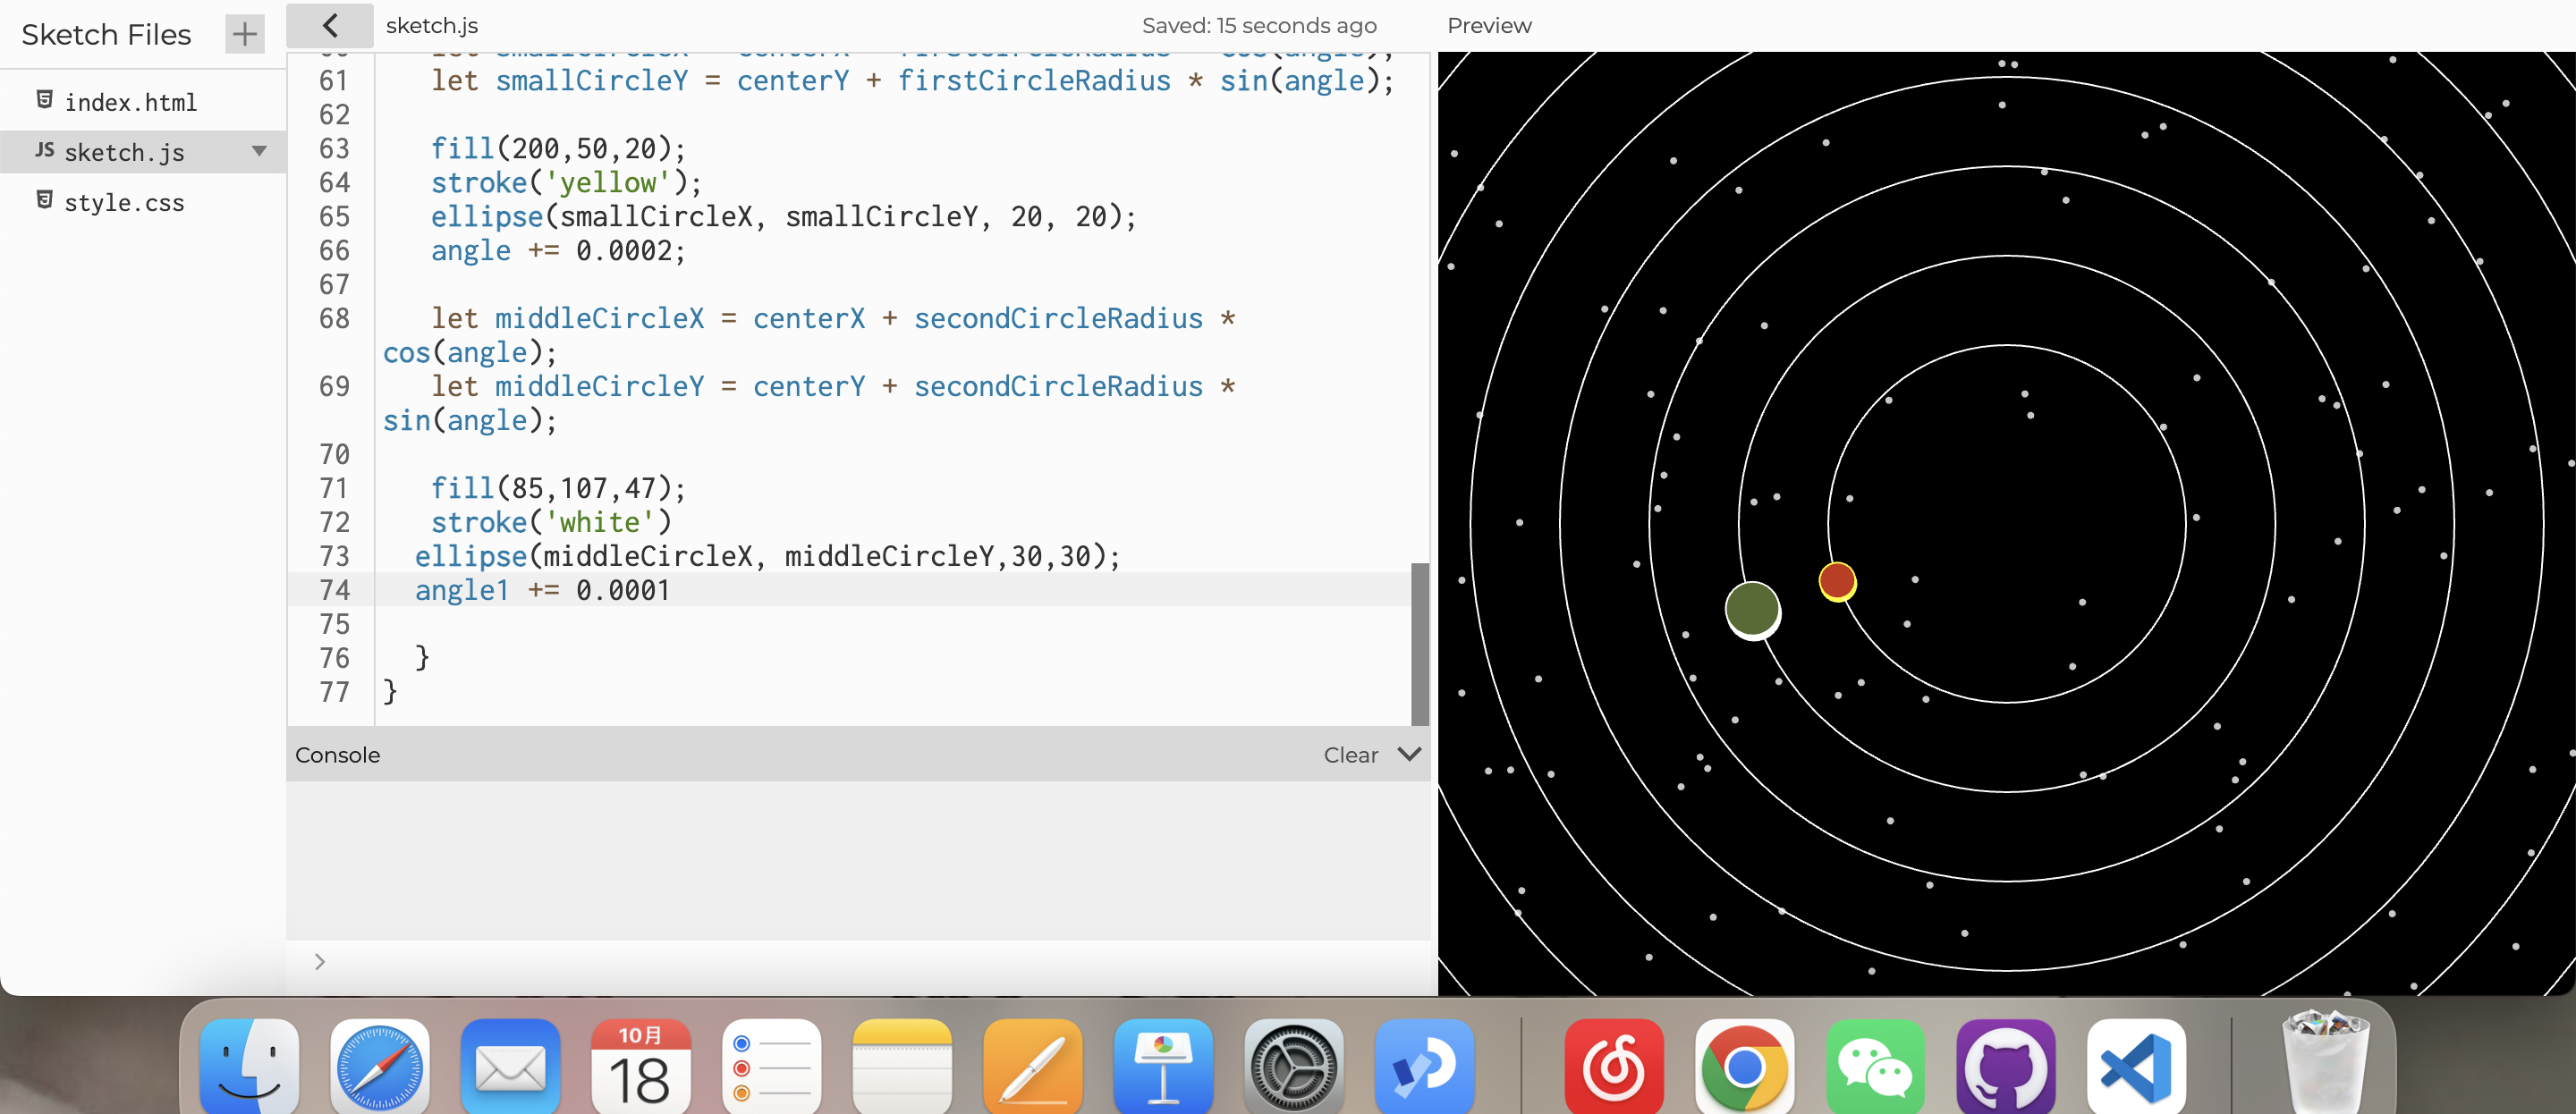 Sketch Files
+
sketch.js
Saved: 15 seconds ago
Preview
index.html
JS sketch.js
style.css
61 let smallCircleY = centerY + firstCircleRadius * sin(angle);
62
63 fill(200,50,20);
64 stroke('yellow');
65 ellipse(smallCircleX, smallCircleY, 20, 20);
66 angle += 0.0002;
67
68 let middleCircleX = centerX + secondCircleRadius *
cos(angle);
69 let middleCircleY = centerY + secondCircleRadius *
sin(angle);
70
71 fill(85,107,47);
72 stroke('white')
73 ellipse(middleCircleX, middleCircleY,30,30);
74 angle1 += 0.0001
75
76 }
77 }
Console
Clear
>
10月
18